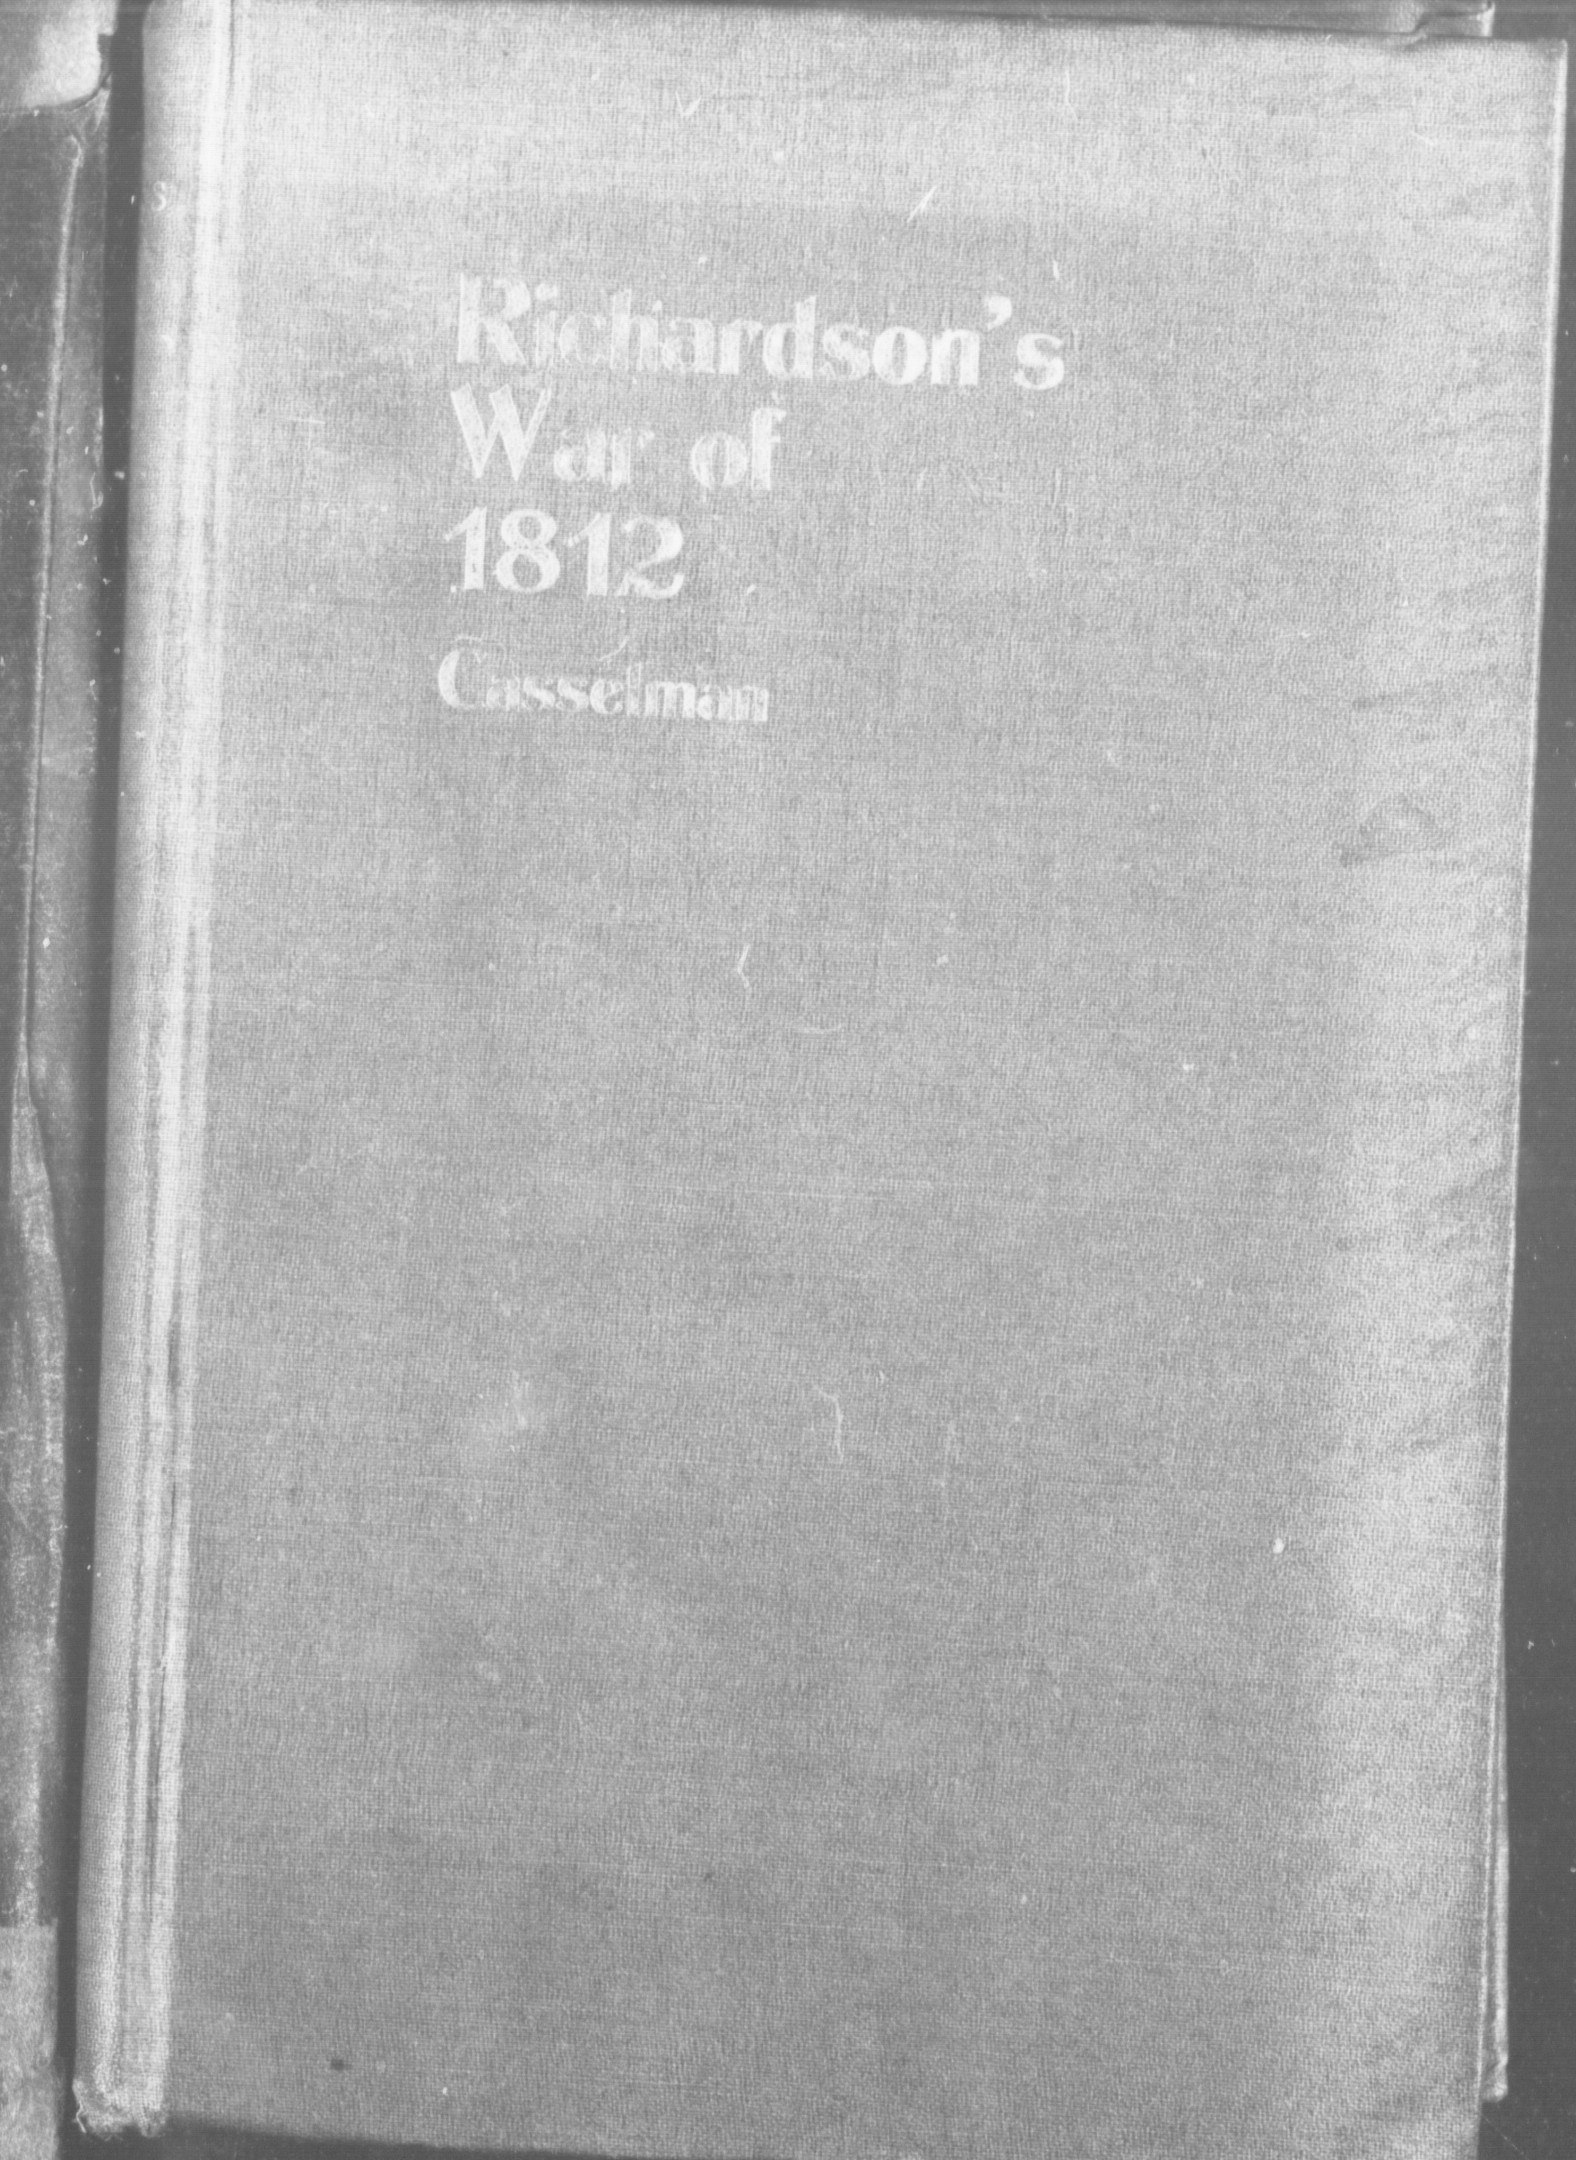 Richardson's
War of
1812
Casselman